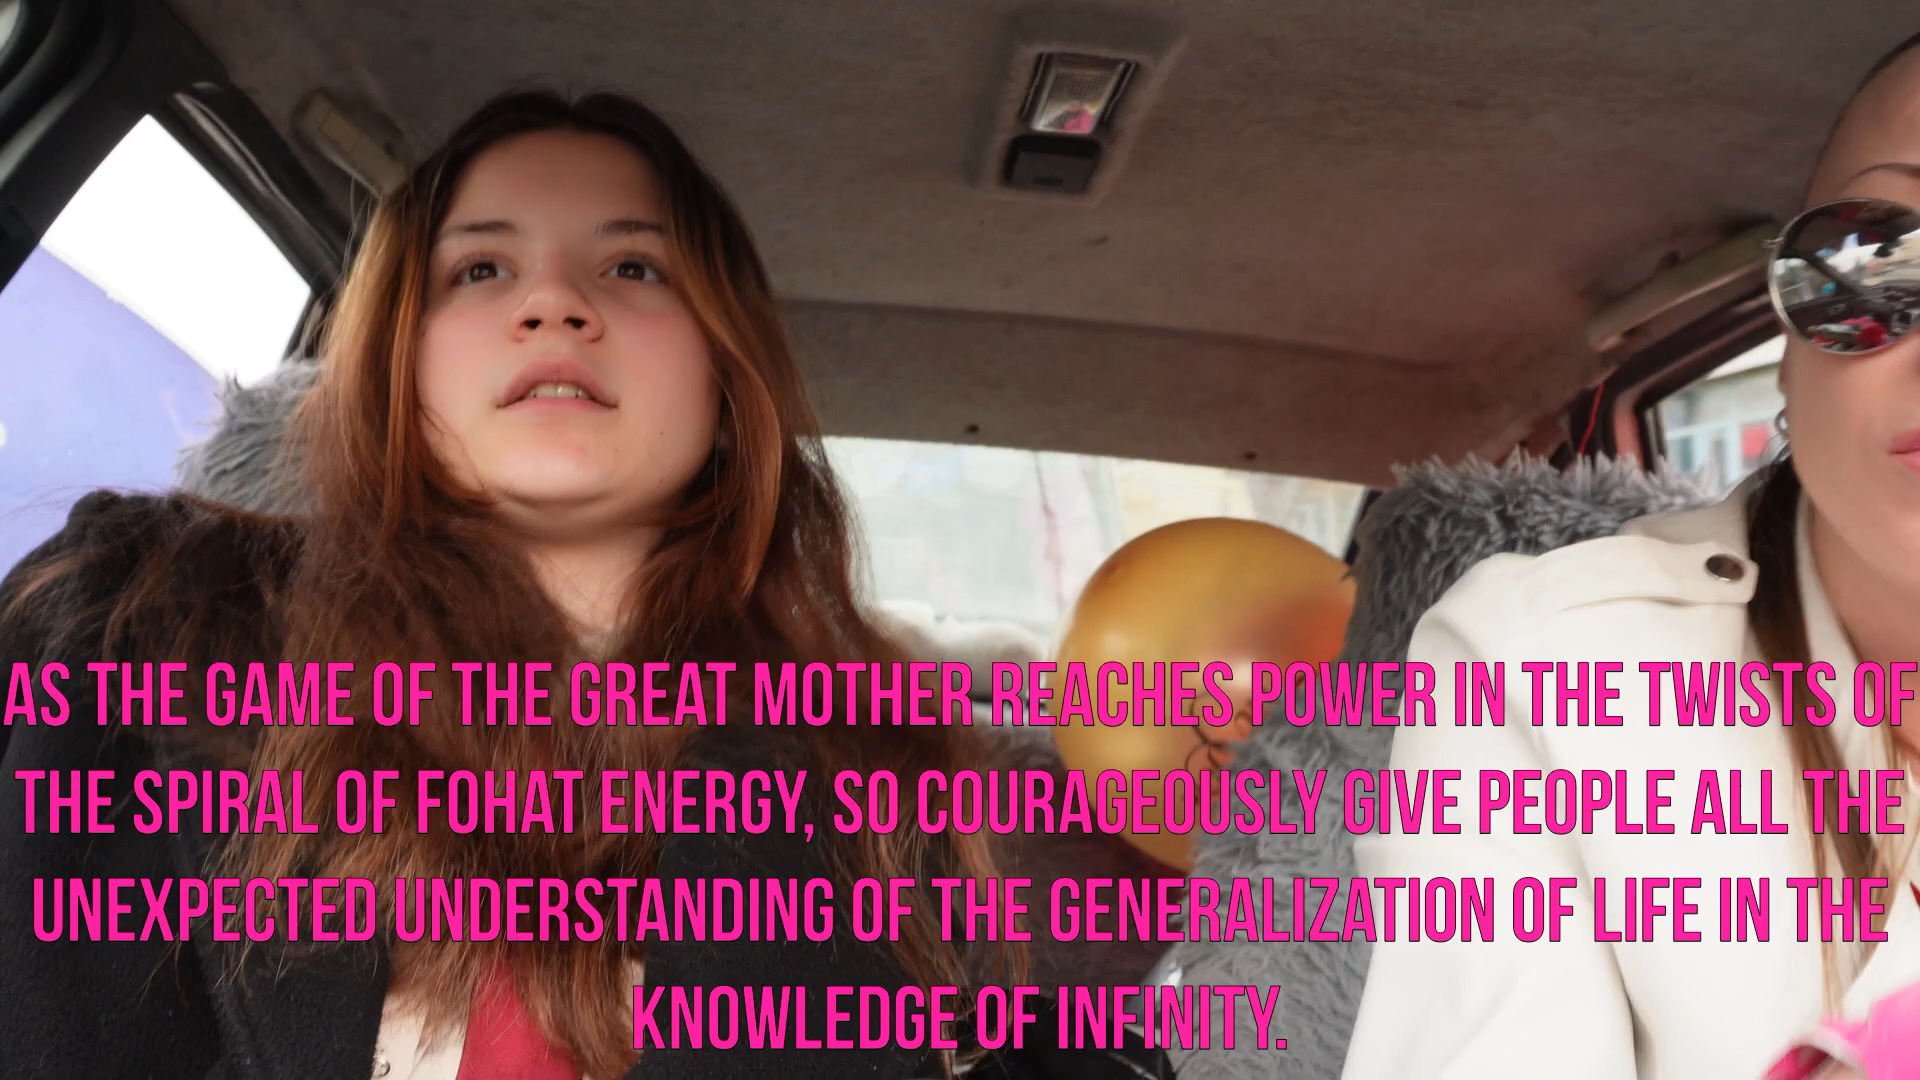 AS THE GAME OF THE GREAT MOTHER REACHES POWER IN THE TWISTS OF
THE SPIRAL OF FOHAT ENERGY, SO COURAGEOUSLY GIVE PEOPLE ALL THE
UNEXPECTED UNDERSTANDING OF THE GENERALIZATION OF LIFE IN THE
KNOWLEDGE OF INFINITY.